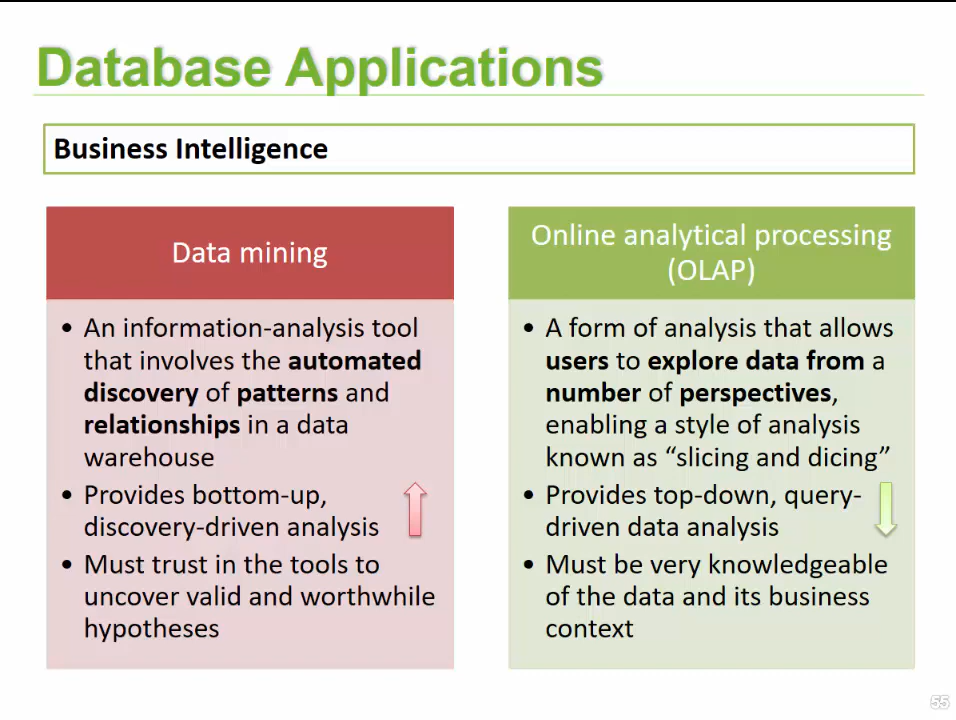 Database Applications
Business Intelligence
Data mining
• An information-analysis tool
that involves the automated
discovery of patterns and
relationships in a data
warehouse
• Provides bottom-up,
discovery-driven analysis
• Must trust in the tools to
uncover valid and worthwhile
hypotheses
Online analytical processing
(OLAP)
• A form of analysis that allows
users to explore data from a
number of perspectives,
enabling a style of analysis
known as “slicing and dicing”
• Provides top-down, query-
driven data analysis
• Must be very knowledgeable
of the data and its business
context
55